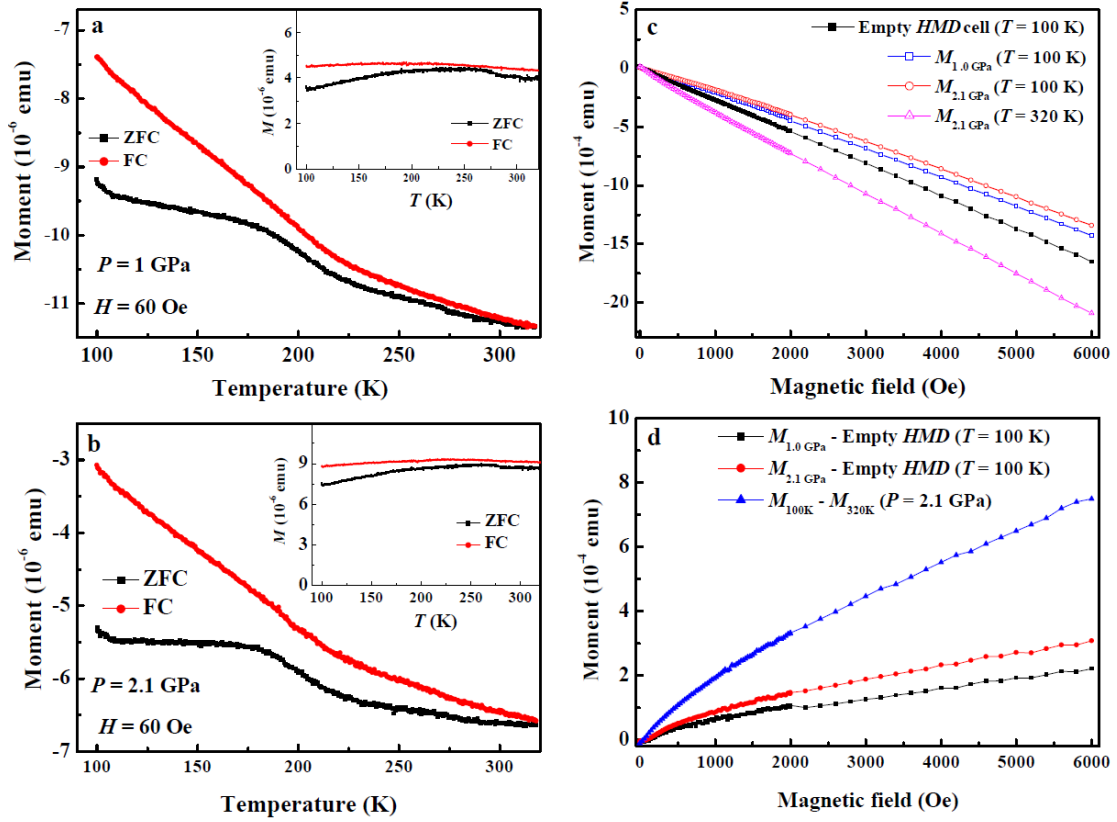 a
-7
-8
-9
-10
-11
Moment (10-6 emu)
ZFC
FC
P = 1 GPa
H = 60 Oe
100 150 200 250 300
Temperature (K)
6
4
2
0
M (10-6 emu)
ZFC
FC
100 150 200 250 300
T (K)
b
-3
-4
-5
-6
-7
Moment (10-6 emu)
ZFC
FC
P = 2.1 GPa
H = 60 Oe
100 150 200 250 300
Temperature (K)
12
9
6
3
0
M (10-6 emu)
ZFC
FC
100 150 200 250 300
T (K)
c
Empty HMD cell (T = 100 K)
M1.0 GPa (T = 100 K)
M2.1 GPa (T = 100 K)
M2.1 GPa (T = 320 K)
5
0
-5
-10
-15
-20
Moment (10-4 emu)
0 1000 2000 3000 4000 5000 6000
Magnetic field (Oe)
d
M1.0 GPa - Empty HMD (T = 100 K)
M2.1 GPa - Empty HMD (T = 100 K)
M100K - M320K (P = 2.1 GPa)
10
8
6
4
2
0
Moment (10-4 emu)
0 1000 2000 3000 4000 5000 6000
Magnetic field (Oe)